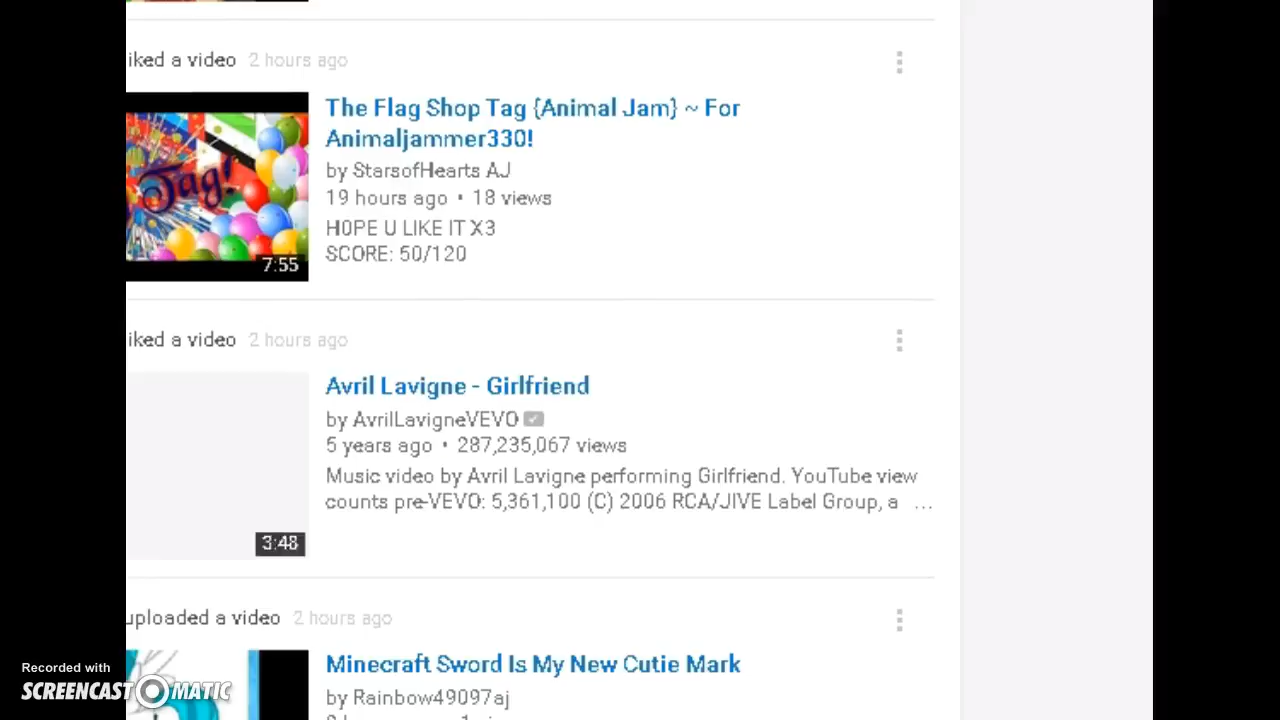 iked a video 2 hours ago
The Flag Shop Tag {Animal Jam} ~ For
Animaljammer330!
by StarsofHearts AJ
19 hours ago • 18 views
HOPE U LIKE IT X3
SCORE: 50/120
Tag!
7:55
iked a video 2 hours ago
Avril Lavigne - Girlfriend
by AvrilLavigneVEVO
5 years ago • 287,235,067 views
Music video by Avril Lavigne performing Girlfriend. YouTube view
counts pre-VEVO: 5,361,100 (C) 2006 RCA/JIVE Label Group, a ...
3:48
uploaded a video 2 hours ago
Minecraft Sword Is My New Cutie Mark
by Rainbow49097aj
Recorded with
SCREENCAST-O-MATIC